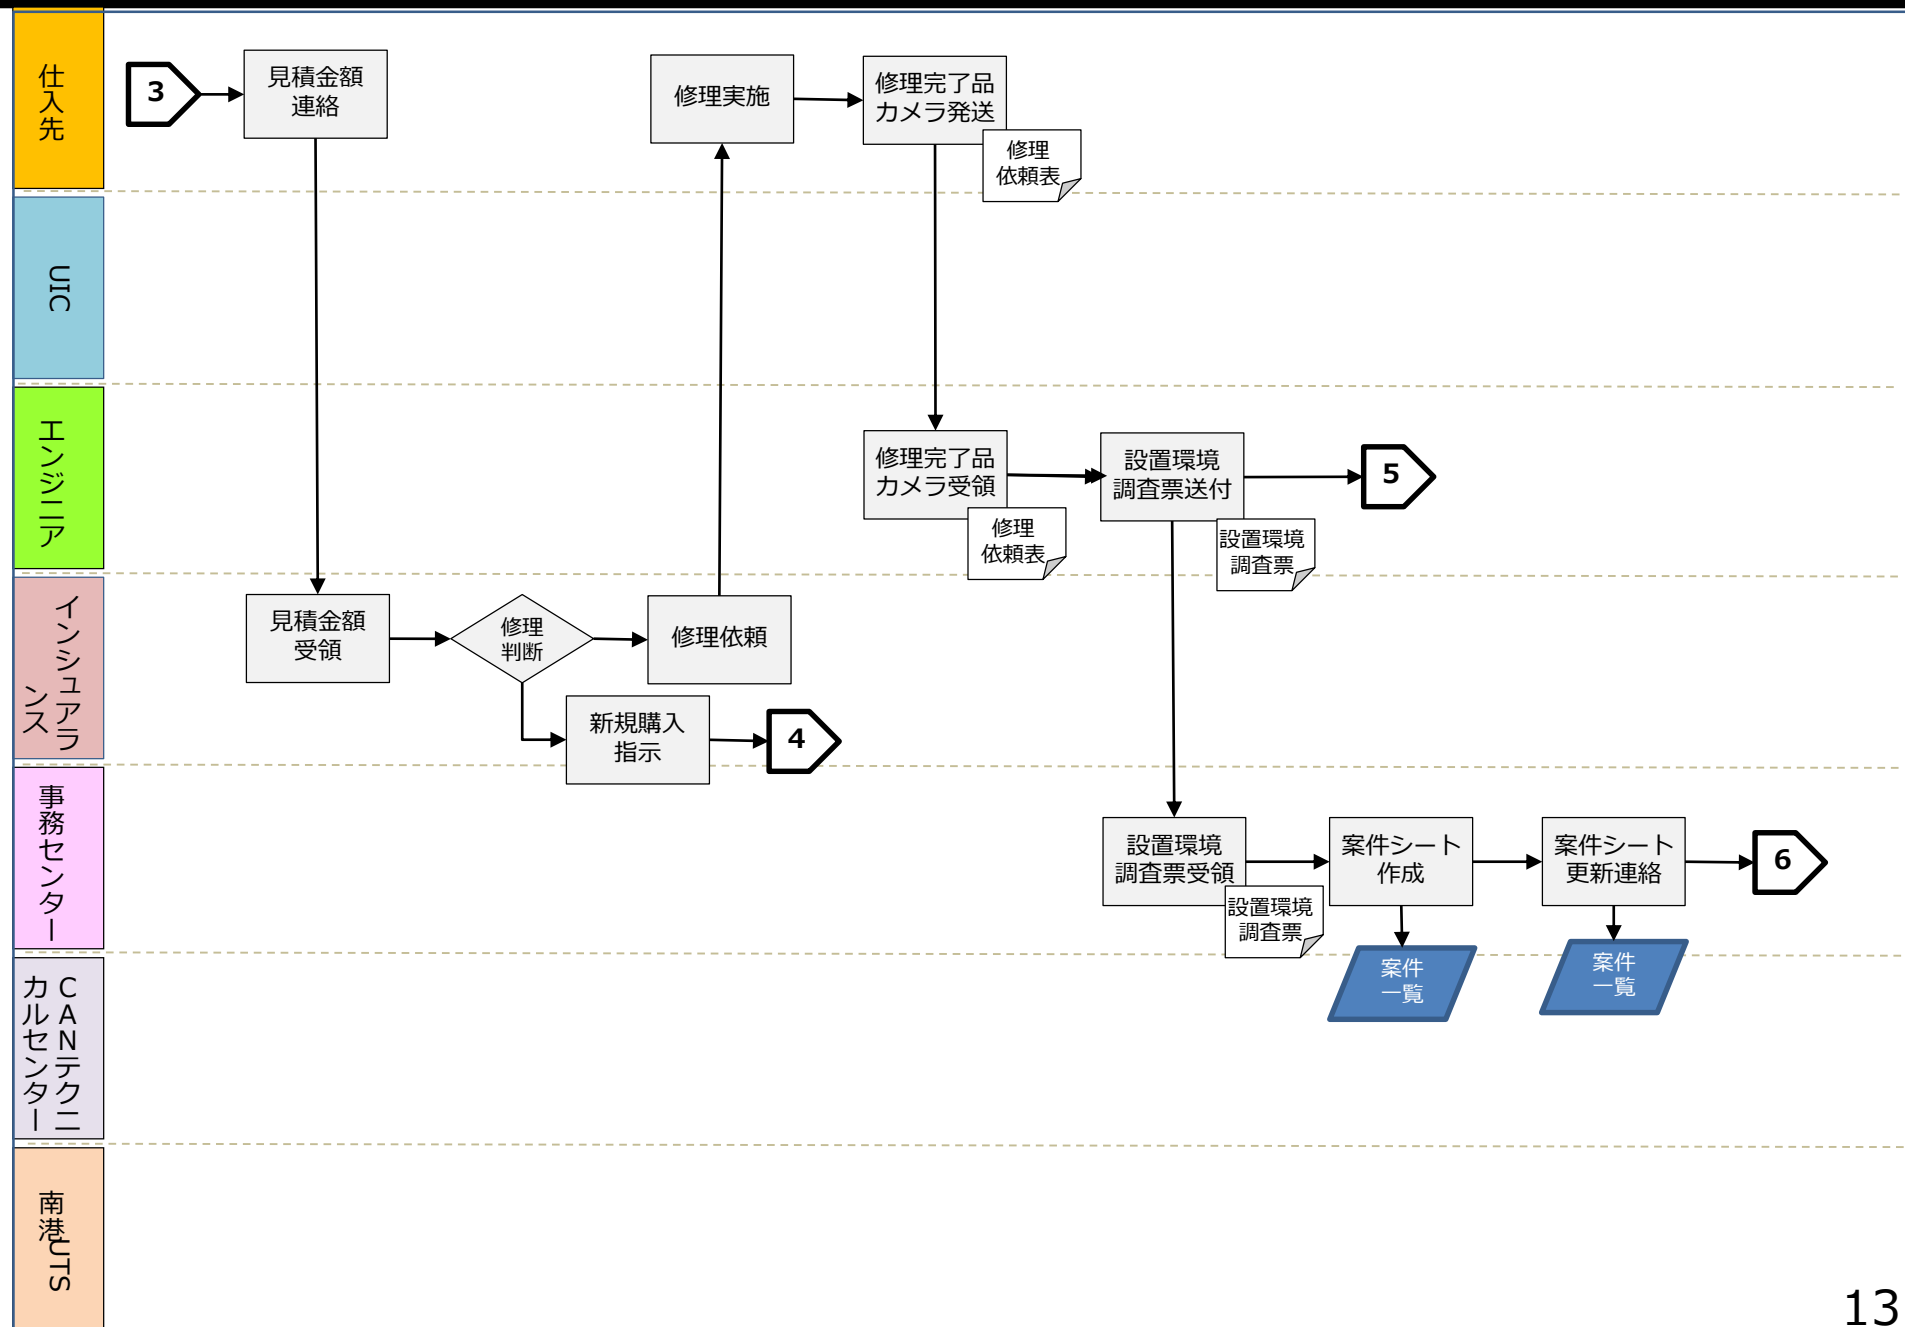 仕入先
3
見積金額
連絡
修理実施
修理完了品
カメラ発送
修理
依頼表
UIC
エンジニア
修理完了品
カメラ受領
修理
依頼表
設置環境
調査票送付
設置環境
調査票
5
インシュアラ
ンス
見積金額
受領
修理
判断
修理依頼
新規購入
指示
4
事務センター
設置環境
調査票受領
設置環境
調査票
案件シート
作成
案件シート
更新連絡
6
案件
一覧
案件
一覧
CANテクニ
カルセンター
南港UTS
13